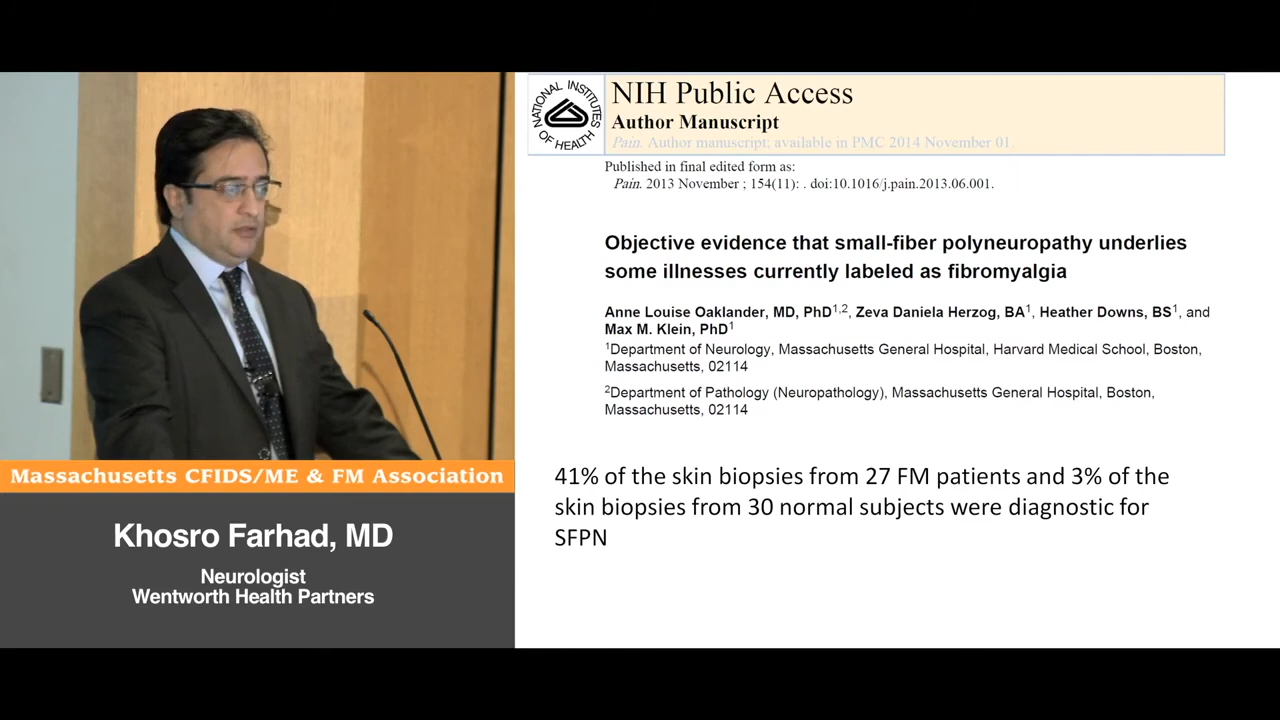 NATIONAL INSTITUTES OF HEALTH
NIH Public Access
Author Manuscript
Pain. Author manuscript; available in PMC 2014 November 01.
Published in final edited form as:
Pain. 2013 November ; 154(11): . doi:10.1016/j.pain.2013.06.001.
Objective evidence that small-fiber polyneuropathy underlies
some illnesses currently labeled as fibromyalgia
Anne Louise Oaklander, MD, PhD1,2, Zeva Daniela Herzog, BA1, Heather Downs, BS1, and
Max M. Klein, PhD1
1Department of Neurology, Massachusetts General Hospital, Harvard Medical School, Boston,
Massachusetts, 02114
2Department of Pathology (Neuropathology), Massachusetts General Hospital, Boston,
Massachusetts, 02114
41% of the skin biopsies from 27 FM patients and 3% of the
skin biopsies from 30 normal subjects were diagnostic for
SFPN
Massachusetts CFIDS/ME & FM Association
Khosro Farhad, MD
Neurologist
Wentworth Health Partners